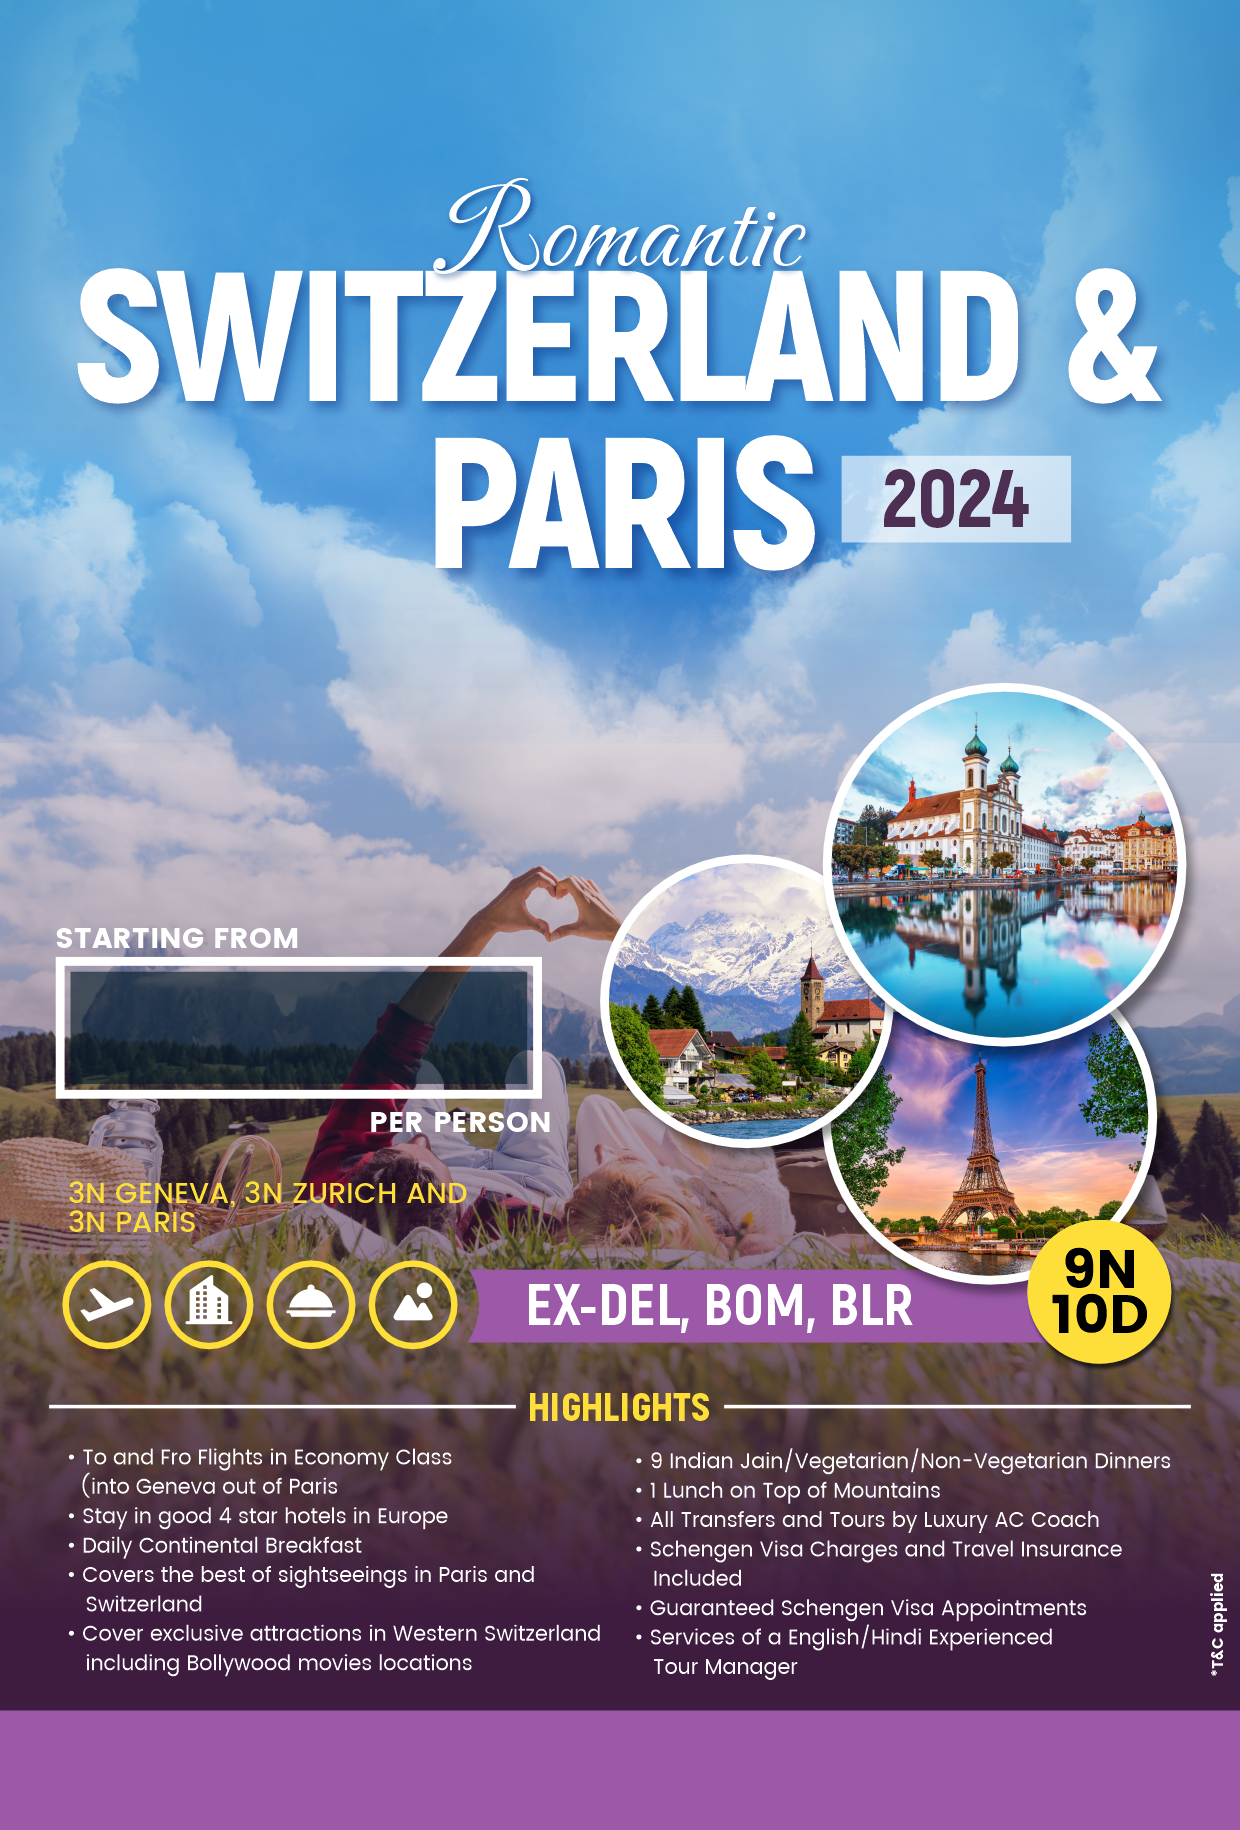 Romantic
SWITZERLAND &
PARIS
2024
STARTING FROM
PER PERSON
3N GENEVA, 3N ZURICH AND
3N PARIS
EX-DEL, BOM, BLR
9N
10D
HIGHLIGHTS
• To and Fro Flights in Economy Class
(into Geneva out of Paris
• Stay in good 4 star hotels in Europe
• Daily Continental Breakfast
• Covers the best of sightseeings in Paris and
Switzerland
• Cover exclusive attractions in Western Switzerland
including Bollywood movies locations
• 9 Indian Jain/Vegetarian/Non-Vegetarian Dinners
• 1 Lunch on Top of Mountains
• All Transfers and Tours by Luxury AC Coach
• Schengen Visa Charges and Travel Insurance
Included
• Guaranteed Schengen Visa Appointments
• Services of a English/Hindi Experienced
Tour Manager
*T&C applied